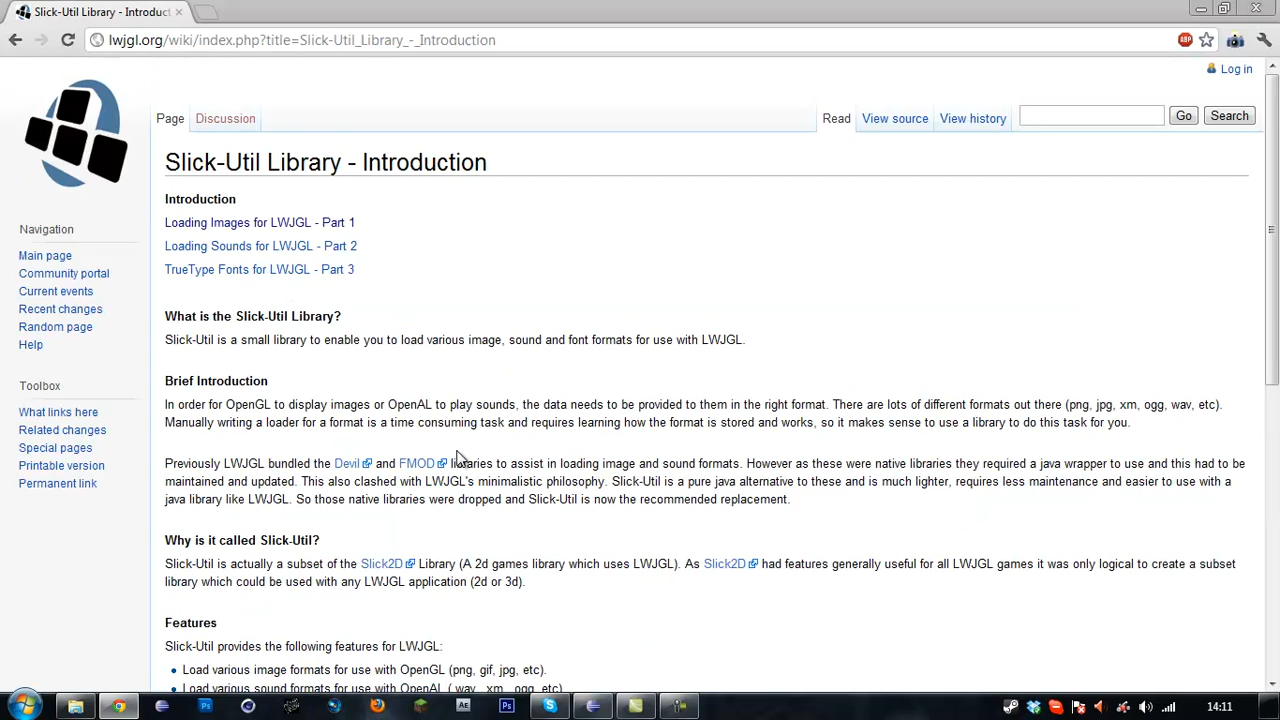 Slick-Util Library - Introduct
lwjgl.org/wiki/index.php?title=Slick-Util_Library_-_Introduction
ABP
Log in
Page
Discussion
Read
View source
View history
Go
Search
Slick-Util Library - Introduction
Introduction
Loading Images for LWJGL - Part 1
Loading Sounds for LWJGL - Part 2
TrueType Fonts for LWJGL - Part 3
Navigation
Main page
Community portal
Current events
Recent changes
Random page
Help
Toolbox
What links here
Related changes
Special pages
Printable version
Permanent link
What is the Slick-Util Library?
Slick-Util is a small library to enable you to load various image, sound and font formats for use with LWJGL.
Brief Introduction
In order for OpenGL to display images or OpenAL to play sounds, the data needs to be provided to them in the right format. There are lots of different formats out there (png, jpg, xm, ogg, wav, etc).
Manually writing a loader for a format is a time consuming task and requires learning how the format is stored and works, so it makes sense to use a library to do this task for you.
Previously LWJGL bundled the Devil and FMOD libraries to assist in loading image and sound formats. However as these were native libraries they required a java wrapper to use and this had to be
maintained and updated. This also clashed with LWJGL's minimalistic philosophy. Slick-Util is a pure java alternative to these and is much lighter, requires less maintenance and easier to use with a
java library like LWJGL. So those native libraries were dropped and Slick-Util is now the recommended replacement.
Why is it called Slick-Util?
Slick-Util is actually a subset of the Slick2D Library (A 2d games library which uses LWJGL). As Slick2D had features generally useful for all LWJGL games it was only logical to create a subset
library which could be used with any LWJGL application (2d or 3d).
Features
Slick-Util provides the following features for LWJGL:
Load various image formats for use with OpenGL (png, gif, jpg, etc).
Load various sound formats for use with OpenAL ( wav, xm, ogg, etc)
Ps
Ae
Ps
14:11